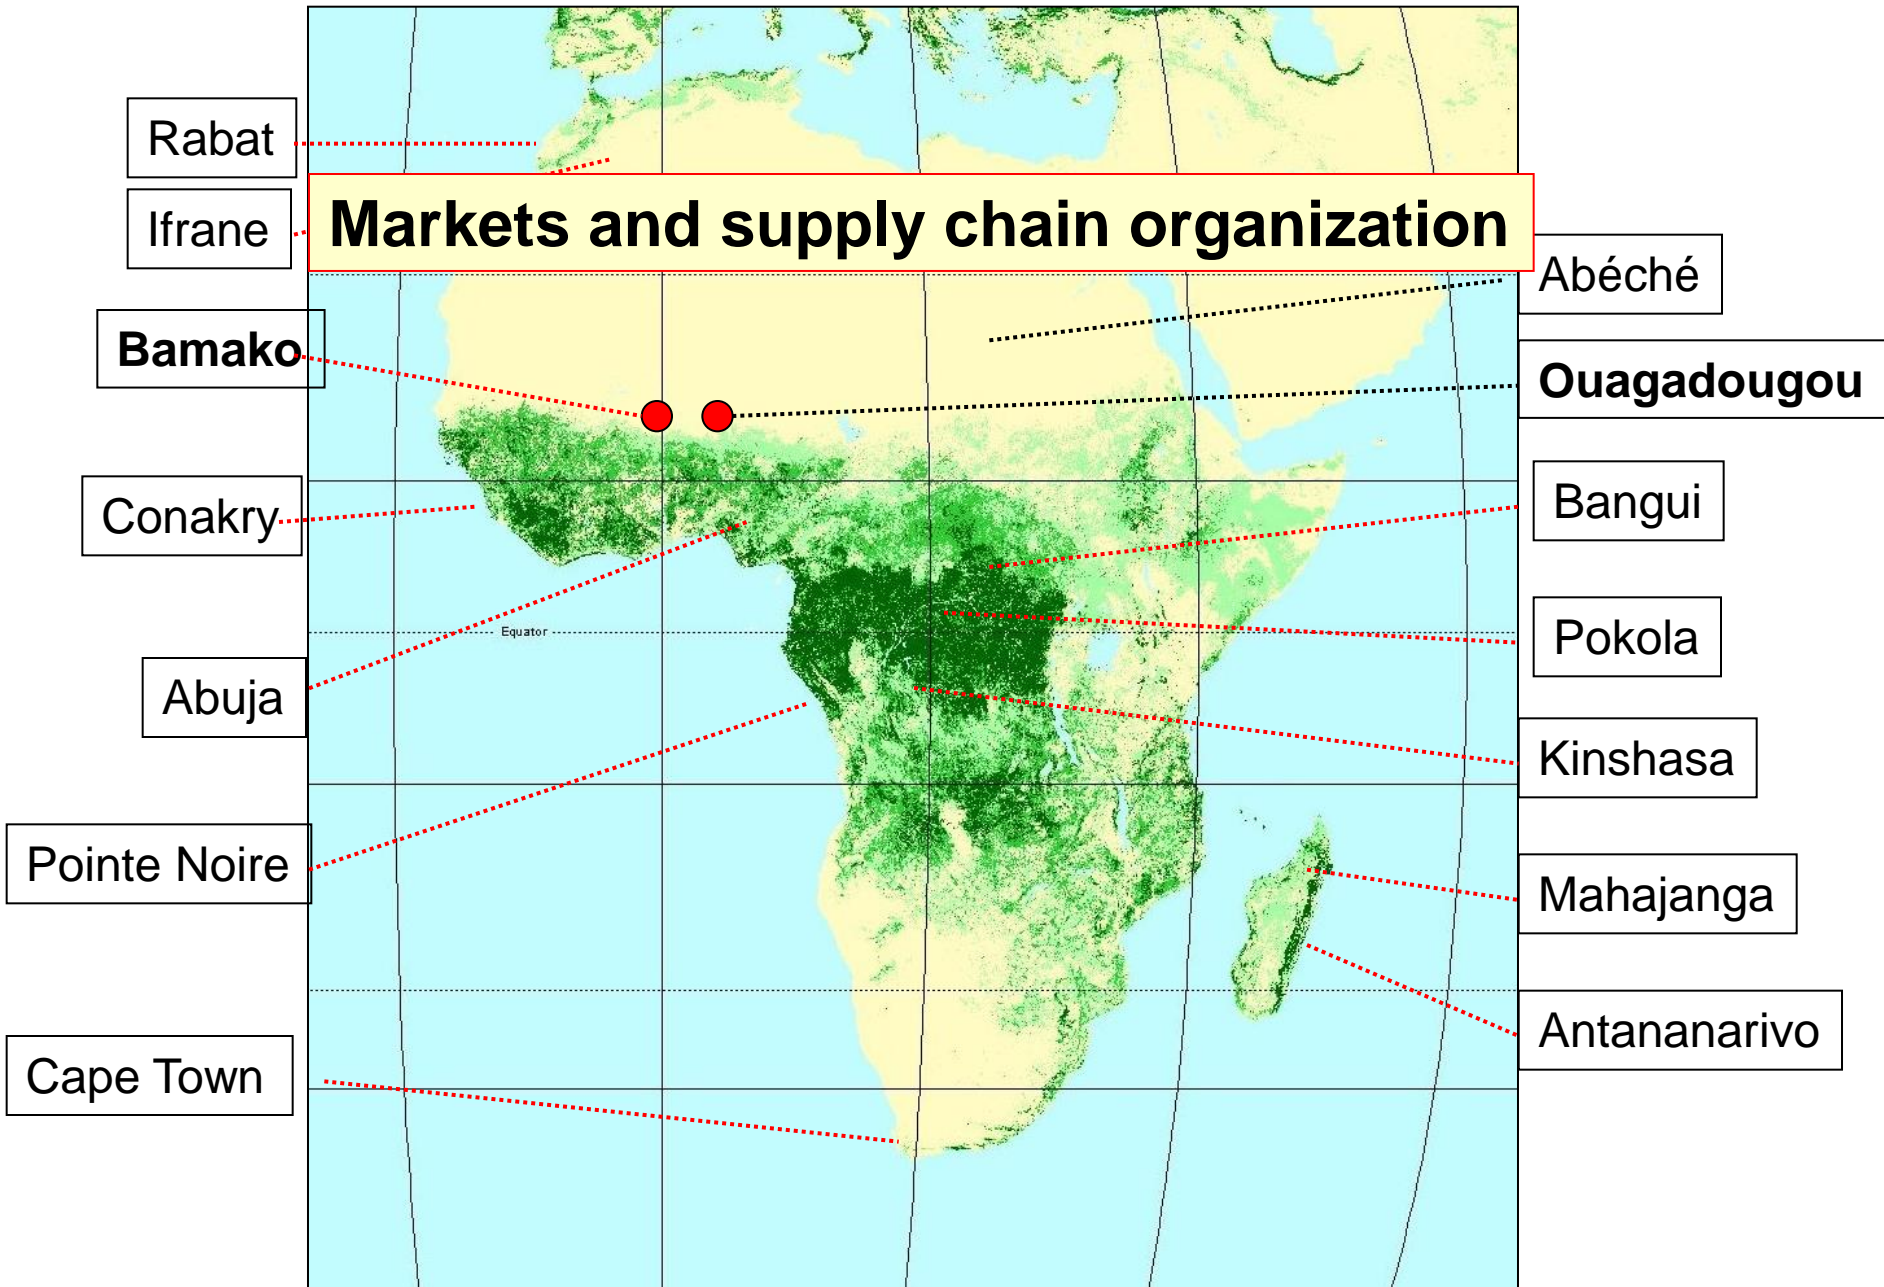 Rabat
Ifrane
Markets and supply chain organization
Abéché
Bamako
Ouagadougou
Conakry
Bangui
Equator
Pokola
Abuja
Kinshasa
Pointe Noire
Mahajanga
Antananarivo
Cape Town